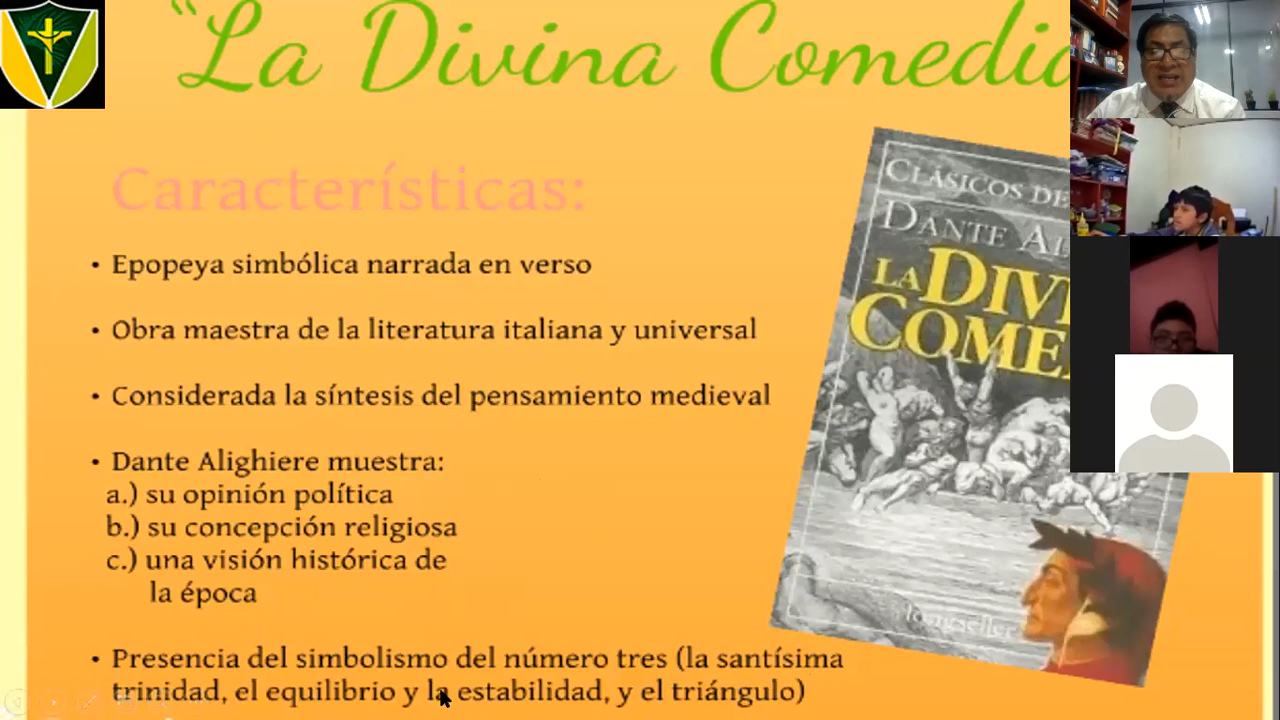 “La Divina Comedia
Características:
• Epopeya simbólica narrada en verso
• Obra maestra de la literatura italiana y universal
• Considerada la síntesis del pensamiento medieval
• Dante Alighiere muestra:
a.) su opinión política
b.) su concepción religiosa
c.) una visión histórica de
la época
• Presencia del simbolismo del número tres (la santísima
trinidad, el equilibrio y la estabilidad, y el triángulo)
CLÁSICOS DE
DANTE AL
LA DIVI
COME
longseller